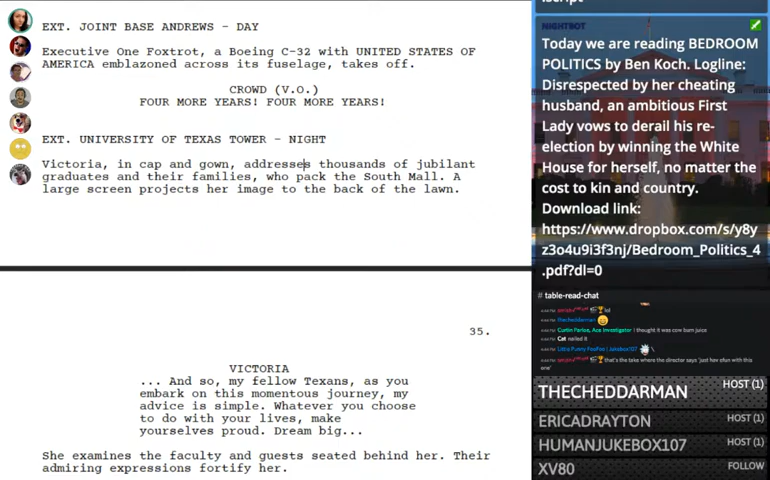 EXT. JOINT BASE ANDREWS - DAY
Executive One Foxtrot, a Boeing C-32 with UNITED STATES OF
AMERICA emblazoned across its fuselage, takes off.
CROWD (V.O.)
FOUR MORE YEARS! FOUR MORE YEARS!
EXT. UNIVERSITY OF TEXAS TOWER - NIGHT
Victoria, in cap and gown, addresses thousands of jubilant
graduates and their families, who pack the South Mall. A
large screen projects her image to the back of the lawn.
35.
VICTORIA
... And so, my fellow Texans, as you
embark on this momentous journey, my
advice is simple. Whatever you choose
to do with your lives, make
yourselves proud. Dream big...
She examines the faculty and guests seated behind her. Their
admiring expressions fortify her.
!script
NIGHTBOT
Today we are reading BEDROOM
POLITICS by Ben Koch. Logline:
Disrespected by her cheating
husband, an ambitious First
Lady vows to derail his re-
election by winning the White
House for herself, no matter the
cost to kin and country.
Download link:
https://www.dropbox.com/s/y8y
z3o4u9i3f3nj/Bedroom_Politics_4
.pdf?dl=0
# table-read-chat
lol
thecheddarman
Curtin Parloe, Ace Investigator I thought it was cow burn juice
Cat nailed it
that's the take where the director says 'just hav ofun with this
one'
THECHEDDARMAN HOST (1)
ERICADRAYTON HOST (1)
HUMANJUKEBOX107 HOST (1)
XV80 FOLLOW